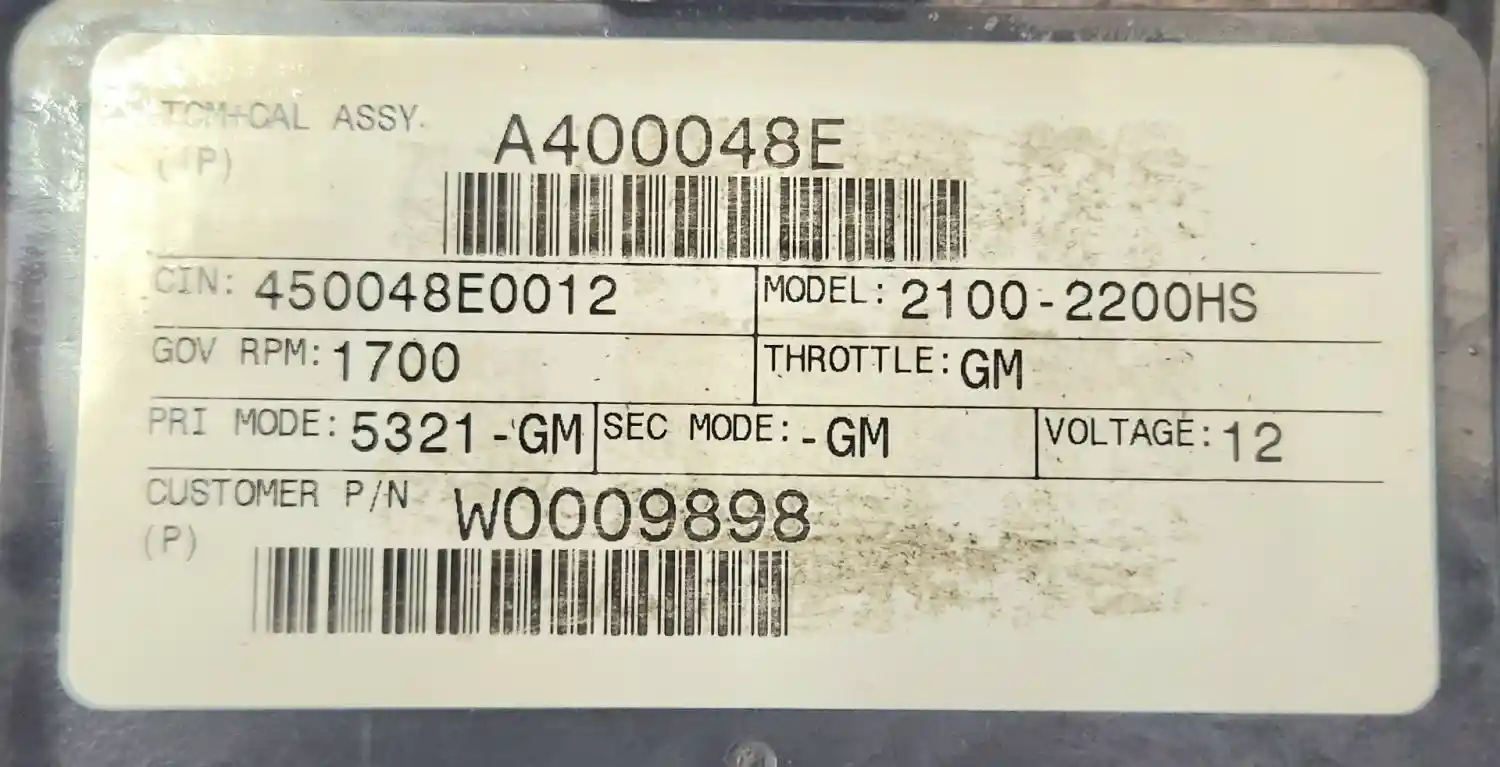 TCM+CAL ASSY. A400048E
(1P)
CIN: 450048E0012 MODEL: 2100-2200HS
GOV RPM: 1700 THROTTLE: GM
PRI MODE: 5321-GM SEC MODE: -GM VOLTAGE: 12
CUSTOMER P/N W0009898
(P)